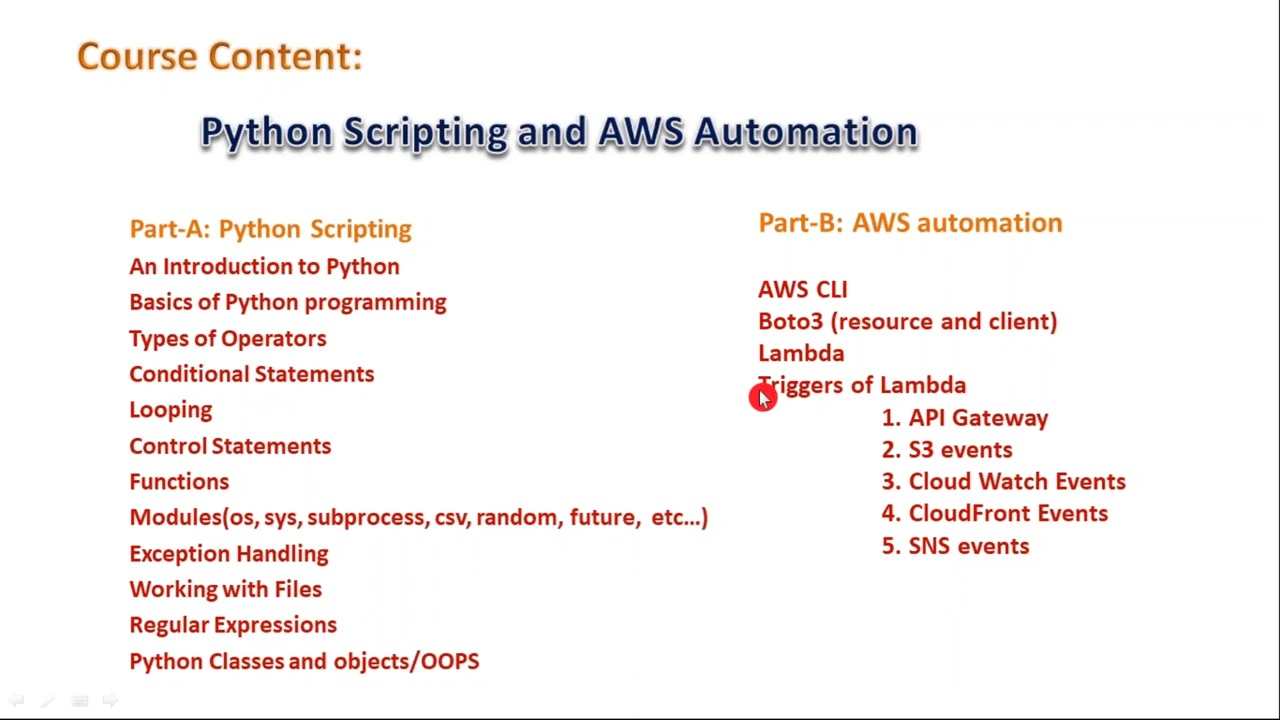 Course Content:
Python Scripting and AWS Automation
Part-A: Python Scripting
An Introduction to Python
Basics of Python programming
Types of Operators
Conditional Statements
Looping
Control Statements
Functions
Modules(os, sys, subprocess, csv, random, future, etc...)
Exception Handling
Working with Files
Regular Expressions
Python Classes and objects/OOPS
Part-B: AWS automation
AWS CLI
Boto3 (resource and client)
Lambda
Triggers of Lambda
1. API Gateway
2. S3 events
3. Cloud Watch Events
4. CloudFront Events
5. SNS events